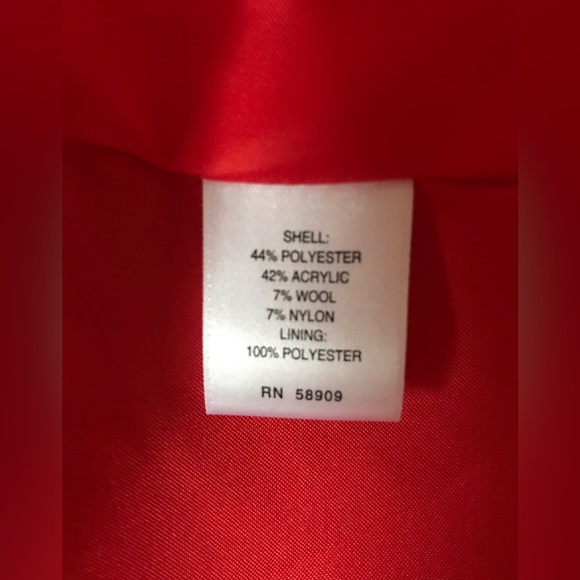 SHELL:
44% POLYESTER
42% ACRYLIC
7% WOOL
7% NYLON
LINING:
100% POLYESTER
RN 58909